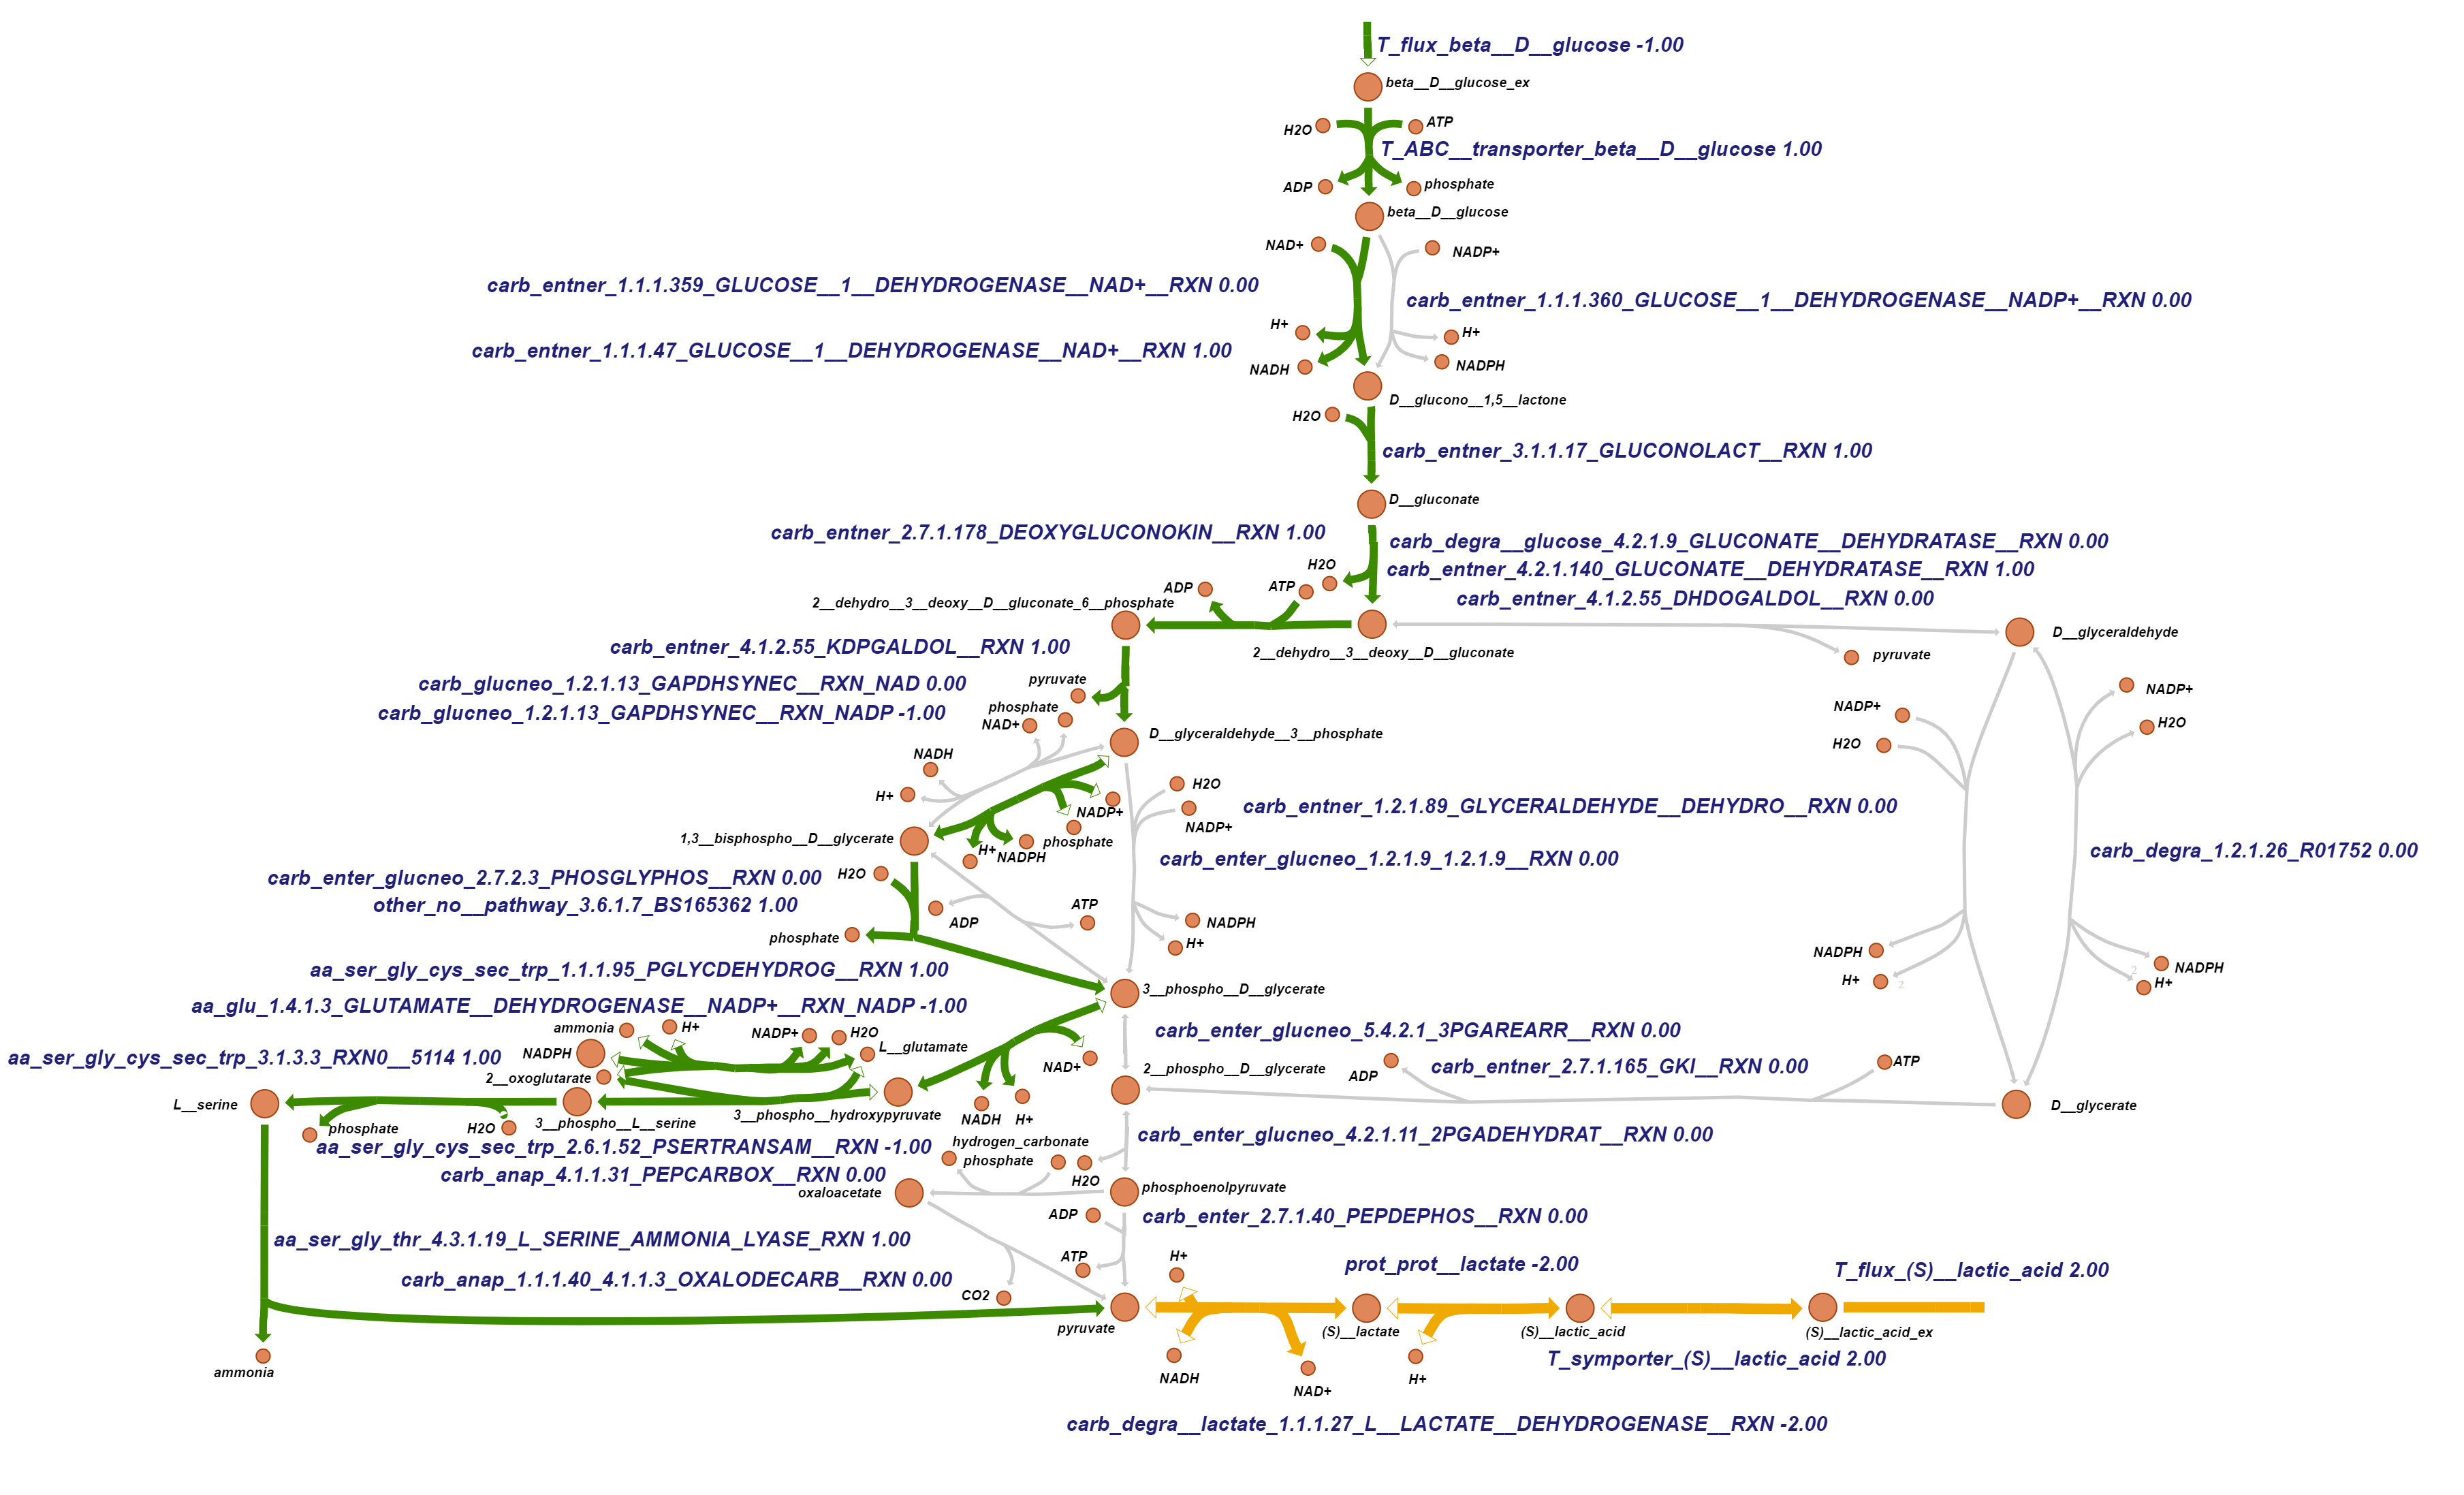 T_flux_beta__D__glucose -1.00
beta__D__glucose_ex
H2O
ATP
T_ABC__transporter_beta__D__glucose 1.00
ADP
phosphate
beta__D__glucose
NAD+
NADP+
carb_entner_1.1.1.359_GLUCOSE__1__DEHYDROGENASE__NAD+__RXN 0.00
carb_entner_1.1.1.360_GLUCOSE__1__DEHYDROGENASE__NADP+__RXN 0.00
H+
H+
carb_entner_1.1.1.47_GLUCOSE__1__DEHYDROGENASE__NAD+__RXN 1.00
NADH
NADPH
D__glucono__1,5__lactone
H2O
carb_entner_3.1.1.17_GLUCONOLACT__RXN 1.00
D__gluconate
carb_entner_2.7.1.178_DEOXYGLUCONOKIN__RXN 1.00
carb_degra__glucose_4.2.1.9_GLUCONATE__DEHYDRATASE__RXN 0.00
H2O
carb_entner_4.2.1.140_GLUCONATE__DEHYDRATASE__RXN 1.00
ADP
ATP
2__dehydro__3__deoxy__D__gluconate_6__phosphate
carb_entner_4.1.2.55_DHDOGALDOL__RXN 0.00
D__glyceraldehyde
carb_entner_4.1.2.55_KDPGALDOL__RXN 1.00
2__dehydro__3__deoxy__D__gluconate
pyruvate
carb_glucneo_1.2.1.13_GAPDHSYNEC__RXN_NAD 0.00
pyruvate
NADP+
carb_glucneo_1.2.1.13_GAPDHSYNEC__RXN_NADP -1.00
phosphate
NADP+
NAD+
H2O
D__glyceraldehyde__3__phosphate
H2O
NADH
H2O
H+
carb_entner_1.2.1.89_GLYCERALDEHYDE__DEHYDRO__RXN 0.00
NADP+
NADP+
1,3__bisphospho__D__glycerate
phosphate
H+
NADPH
carb_enter_glucneo_1.2.1.9_1.2.1.9__RXN 0.00
carb_degra_1.2.1.26_R01752 0.00
carb_enter_glucneo_2.7.2.3_PHOSGLYPHOS__RXN 0.00
H2O
other_no__pathway_3.6.1.7_BS165362 1.00
ATP
ADP
NADPH
phosphate
H+
NADPH
aa_ser_gly_cys_sec_trp_1.1.1.95_PGLYCDEHYDROG__RXN 1.00
2
NADPH
H+
2
H+
3__phospho__D__glycerate
aa_glu_1.4.1.3_GLUTAMATE__DEHYDROGENASE__NADP+__RXN_NADP -1.00
ammonia
H+
NADP+
H2O
carb_enter_glucneo_5.4.2.1_3PGAREARR__RXN 0.00
L__glutamate
aa_ser_gly_cys_sec_trp_3.1.3.3_RXN0__5114 1.00
NADPH
NAD+
2__phospho__D__glycerate
carb_entner_2.7.1.165_GKI__RXN 0.00
ATP
ADP
2__oxoglutarate
L__serine
D__glycerate
3__phospho__hydroxypyruvate
NADH
H+
3__phospho__L__serine
phosphate
H2O
carb_enter_glucneo_4.2.1.11_2PGADEHYDRAT__RXN 0.00
hydrogen_carbonate
aa_ser_gly_cys_sec_trp_2.6.1.52_PSERTRANSAM__RXN -1.00
phosphate
carb_anap_4.1.1.31_PEPCARBOX__RXN 0.00
H2O
oxaloacetate
phosphoenolpyruvate
ADP
carb_enter_2.7.1.40_PEPDEPHOS__RXN 0.00
aa_ser_gly_thr_4.3.1.19_L_SERINE_AMMONIA_LYASE_RXN 1.00
ATP
H+
prot_prot__lactate -2.00
T_flux_(S)__lactic_acid 2.00
carb_anap_1.1.1.40_4.1.1.3_OXALODECARB__RXN 0.00
CO2
pyruvate
(S)__lactate
(S)__lactic_acid
(S)__lactic_acid_ex
T_symporter_(S)__lactic_acid 2.00
ammonia
NADH
NAD+
H+
carb_degra__lactate_1.1.1.27_L__LACTATE__DEHYDROGENASE__RXN -2.00